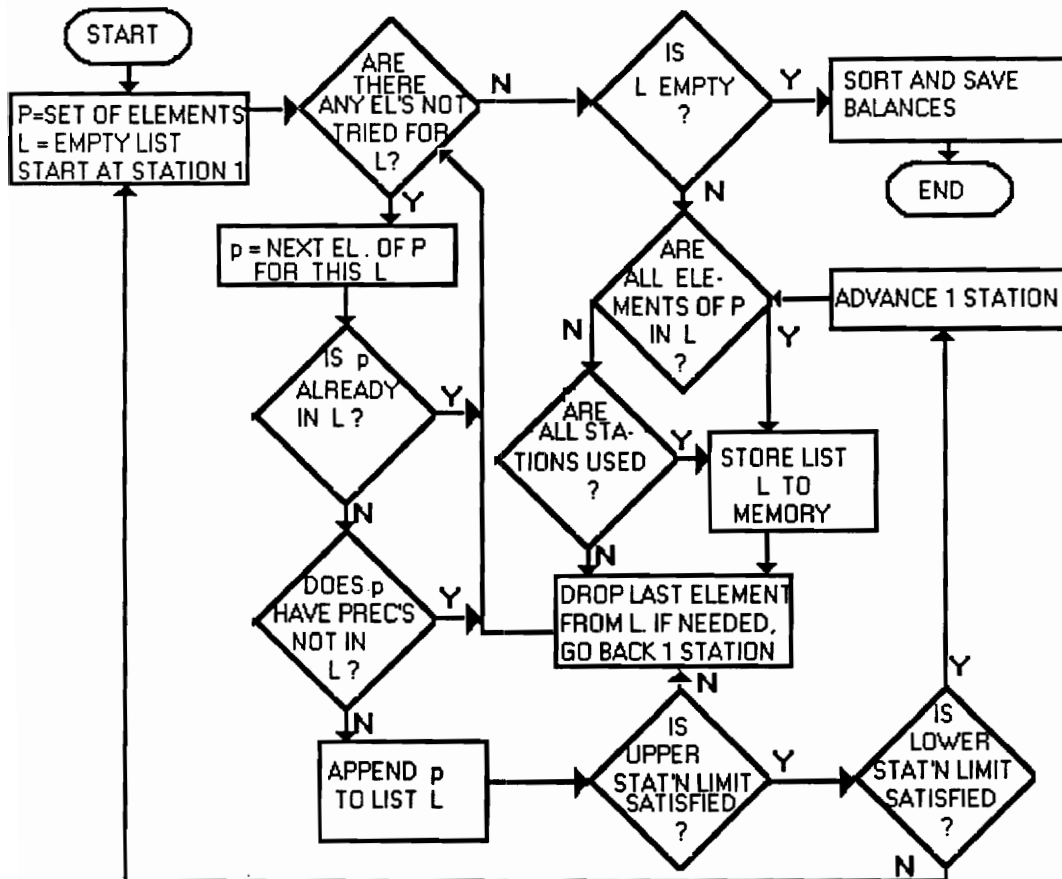 START
P=SET OF ELEMENTS
L = EMPTY LIST
START AT STATION 1
ARE
THERE
ANY EL'S NOT
TRIED FOR
L?
N
Y
IS
L EMPTY
?
Y
N
SORT AND SAVE
BALANCES
END
p = NEXT EL. OF P
FOR THIS L
ARE
ALL ELE-
MENTS OF P
IN L
?
N
Y
ADVANCE 1 STATION
IS p
ALREADY
IN L?
Y
N
ARE
ALL STA-
TIONS USED
?
Y
N
STORE LIST
L TO
MEMORY
DOES p
HAVE PREC'S
NOT IN
L?
Y
N
DROP LAST ELEMENT
FROM L. IF NEEDED,
GO BACK 1 STATION
APPEND p
TO LIST L
IS
UPPER
STAT'N LIMIT
SATISFIED
?
N
Y
IS
LOWER
STAT'N LIMIT
SATISFIED
?
Y
N